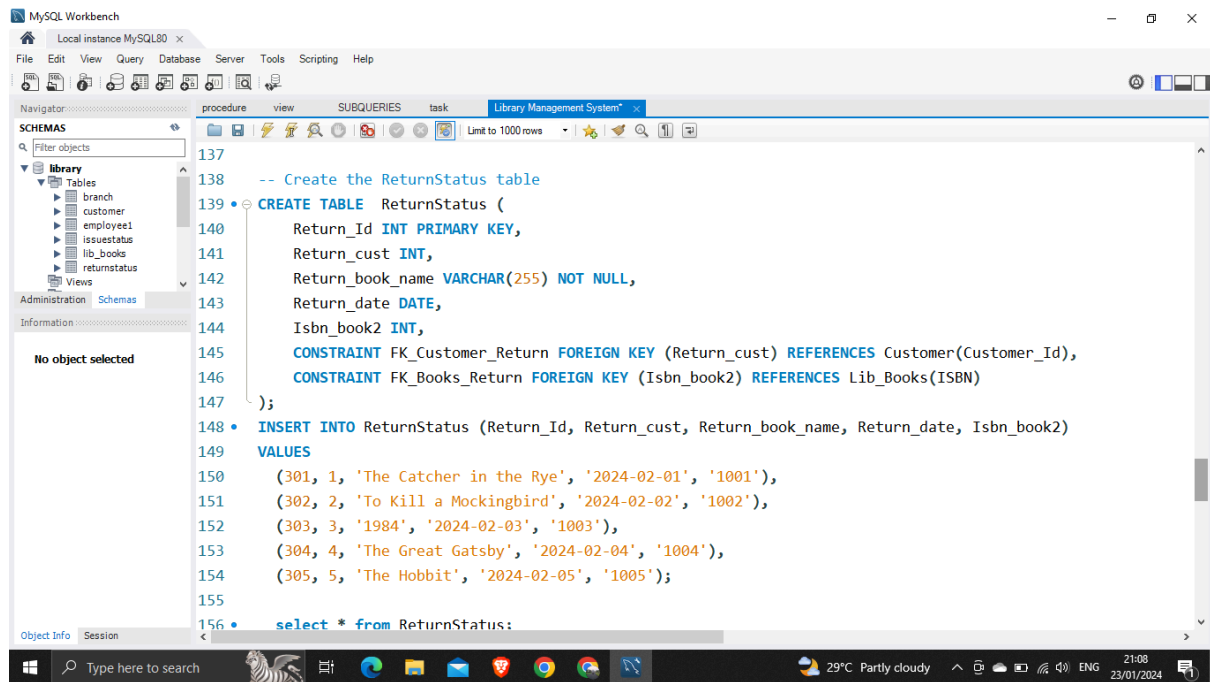 MySQL Workbench
Local instance MySQL80 ×
File Edit View Query Database Server Tools Scripting Help
Navigator
SCHEMAS
Filter objects
library
Tables
branch
customer
employee1
issuestatus
lib_books
returnstatus
Views
Administration Schemas
Information
No object selected
Object Info Session
procedure view SUBQUERIES task Library Management System* ×
Limit to 1000 rows
137
138 -- Create the ReturnStatus table
139 CREATE TABLE ReturnStatus (
140 Return_Id INT PRIMARY KEY,
141 Return_cust INT,
142 Return_book_name VARCHAR(255) NOT NULL,
143 Return_date DATE,
144 Isbn_book2 INT,
145 CONSTRAINT FK_Customer_Return FOREIGN KEY (Return_cust) REFERENCES Customer(Customer_Id),
146 CONSTRAINT FK_Books_Return FOREIGN KEY (Isbn_book2) REFERENCES Lib_Books(ISBN)
147 );
148 INSERT INTO ReturnStatus (Return_Id, Return_cust, Return_book_name, Return_date, Isbn_book2)
149 VALUES
150 (301, 1, 'The Catcher in the Rye', '2024-02-01', '1001'),
151 (302, 2, 'To Kill a Mockingbird', '2024-02-02', '1002'),
152 (303, 3, '1984', '2024-02-03', '1003'),
153 (304, 4, 'The Great Gatsby', '2024-02-04', '1004'),
154 (305, 5, 'The Hobbit', '2024-02-05', '1005');
155
156 select * from ReturnStatus;
Type here to search
29°C Partly cloudy
ENG
21:08
23/01/2024